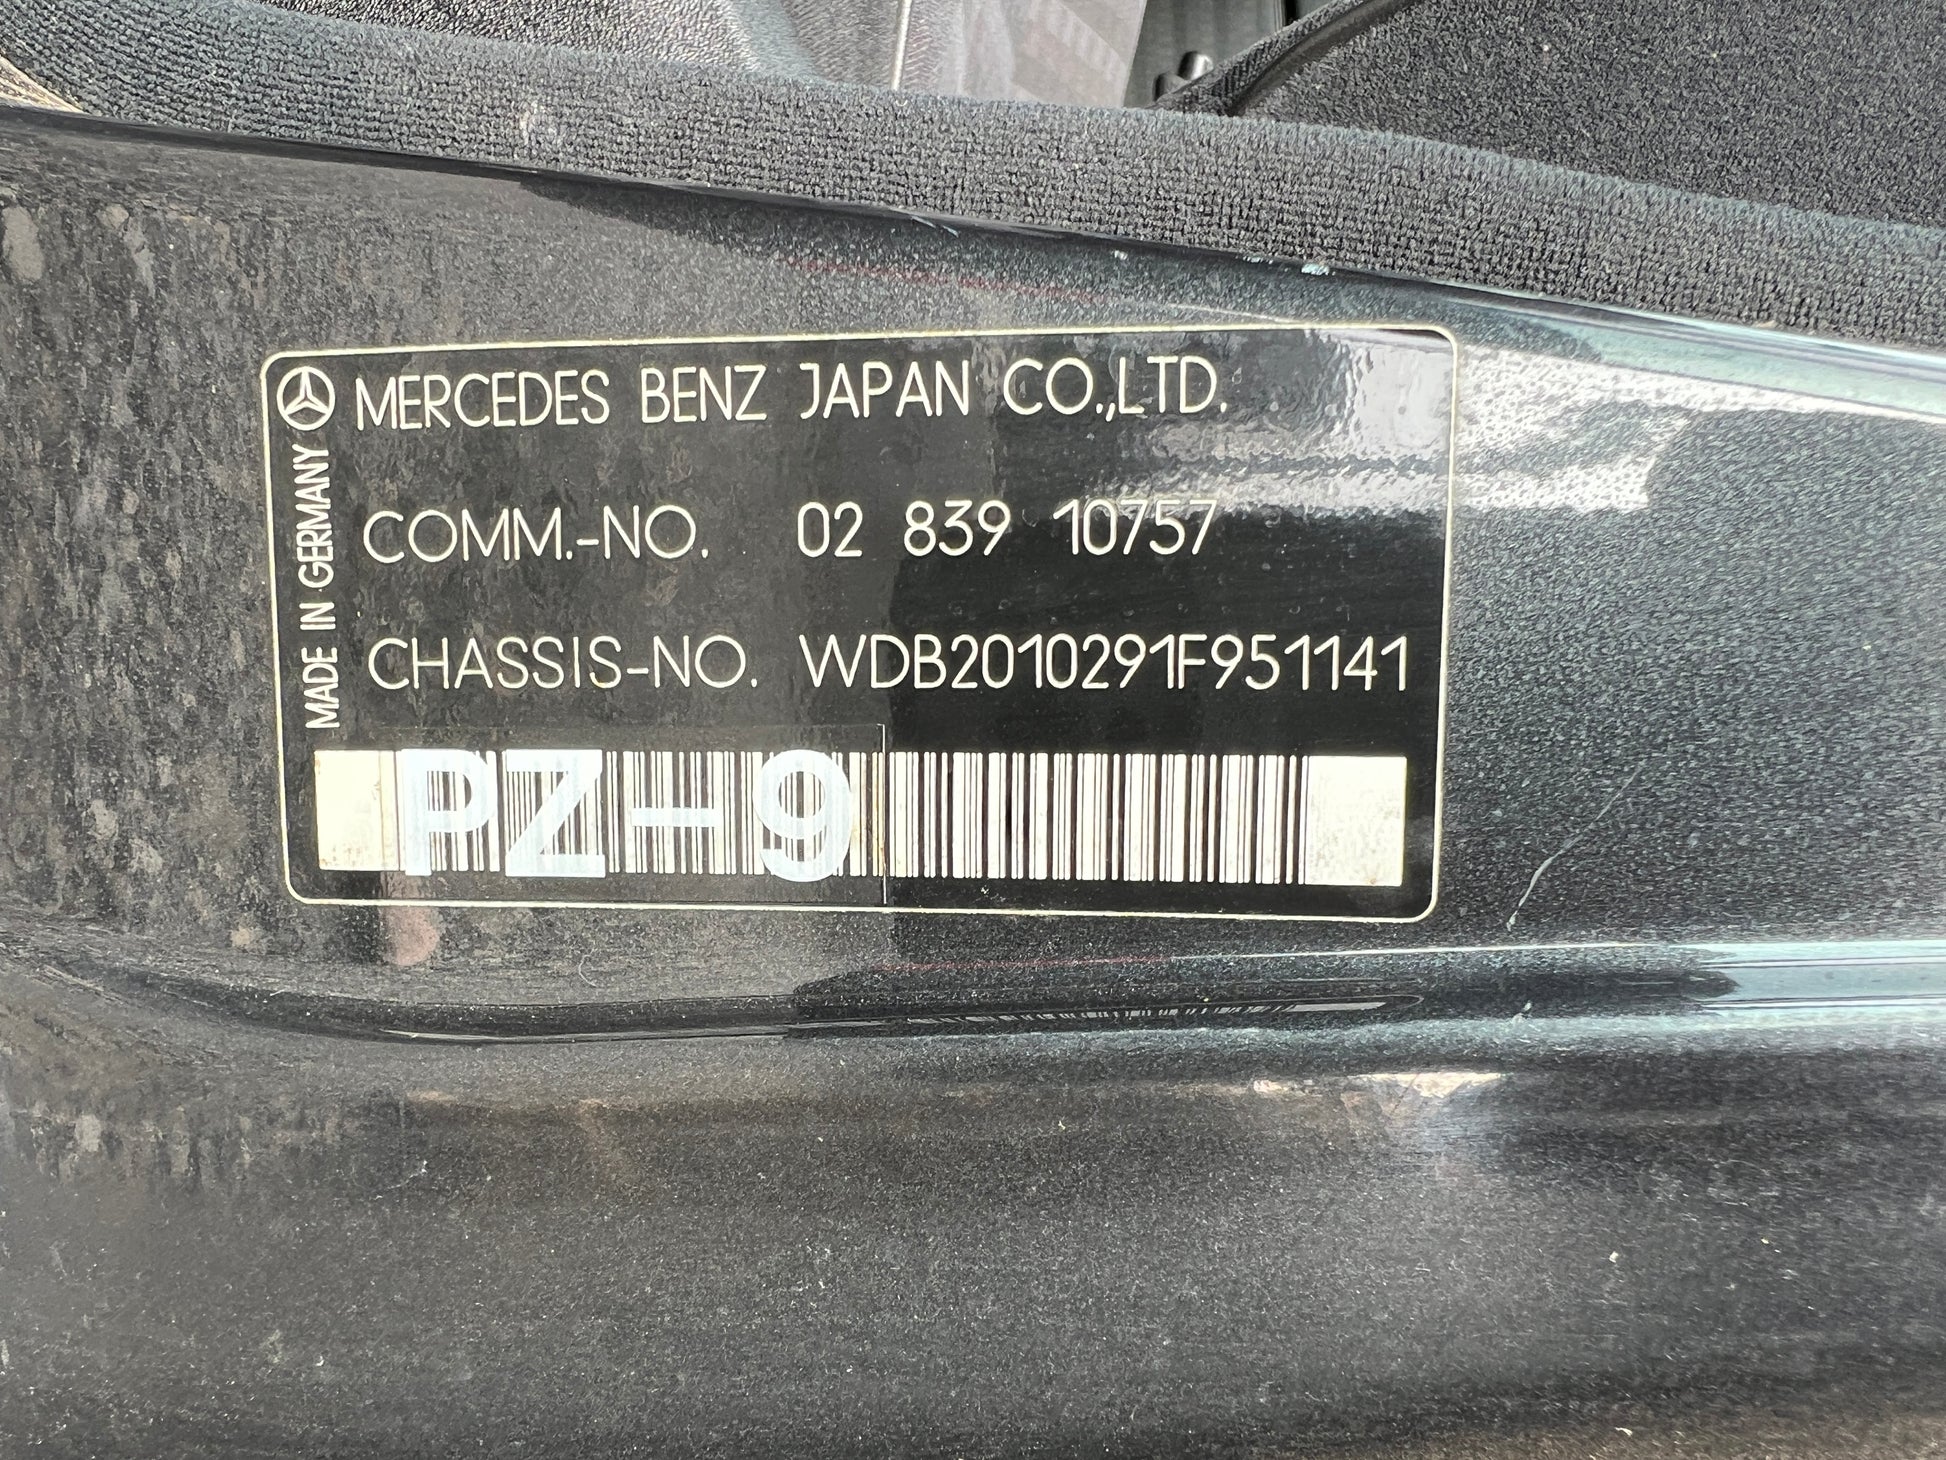 MERCEDES BENZ JAPAN CO.,LTD.
MADE IN GERMANY
COMM.-NO. 02 839 10757
CHASSIS-NO. WDB2010291F951141
PZ-9